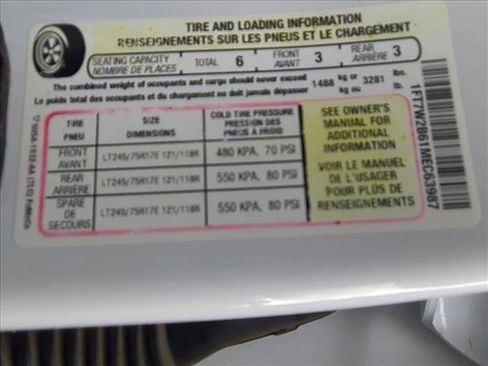 TIRE AND LOADING INFORMATION
RENSEIGNEMENTS SUR LES PNEUS ET LE CHARGEMENT
SEATING CAPACITY
NOMBRE DE PLACES
TOTAL 6
FRONT
AVANT 3
REAR
ARRIÈRE 3
The combined weight of occupants and cargo should never exceed
Le poids total des occupants et du chargement ne doit jamais dépasser
1488 kg or kg ou 3281 lbs. lb.
TIRE
PNEU
SIZE
DIMENSIONS
COLD TIRE PRESSURE
PRESSION DES
PNEUS À FROID
FRONT
AVANT
LT245/75R17E 121/118R
480 KPA, 70 PSI
REAR
ARRIÈRE
LT245/75R17E 121/118R
550 KPA, 80 PSI
SPARE
DE SECOURS
LT245/75R17E 121/118R
550 KPA, 80 PSI
SEE OWNER'S
MANUAL FOR
ADDITIONAL
INFORMATION
VOIR LE MANUEL
DE L'USAGER
POUR PLUS DE
RENSEIGNEMENTS
1FT7W2B61MEC63987